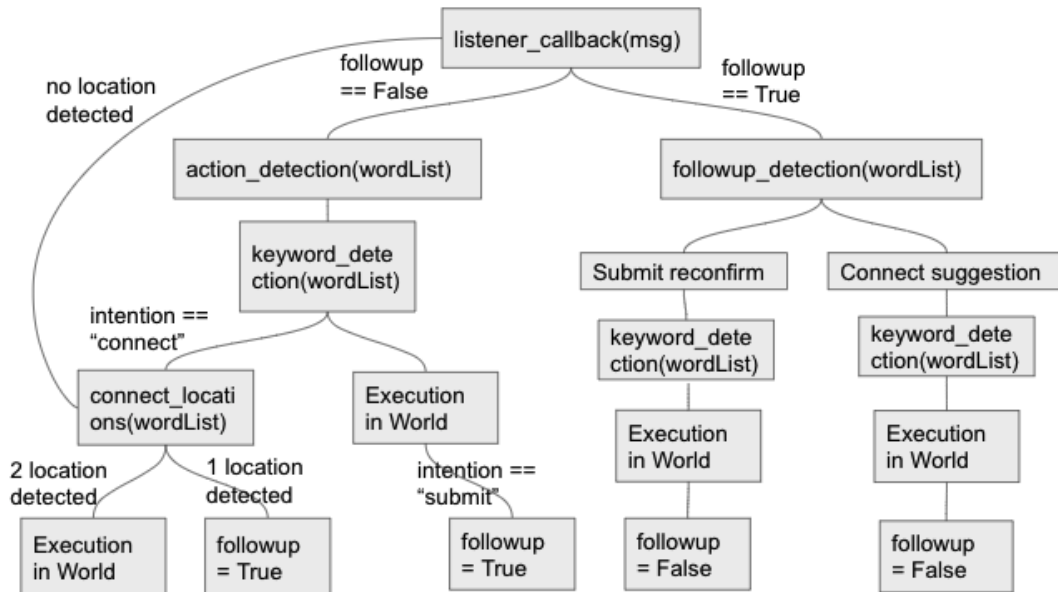 listener_callback(msg)
no location
detected
followup
== False
followup
== True
action_detection(wordList)
followup_detection(wordList)
keyword_dete
ction(wordList)
Submit reconfirm
Connect suggestion
intention ==
“connect”
keyword_dete
ction(wordList)
keyword_dete
ction(wordList)
connect_locati
ons(wordList)
Execution
in World
Execution
in World
Execution
in World
2 location
detected
1 location
detected
intention ==
“submit”
Execution
in World
followup
= True
followup
= True
followup
= False
followup
= False